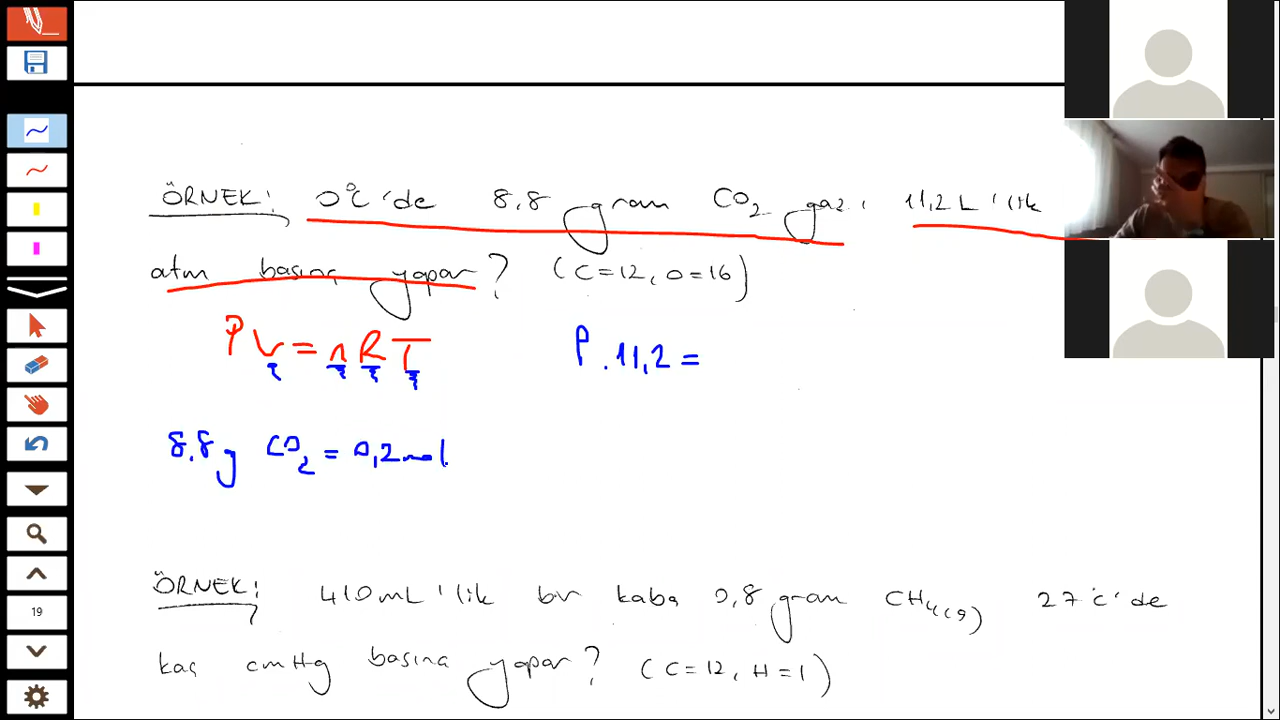 ÖRNEK: 0°C'de 8,8 gram CO₂ gazı 11,2 L'lik
atm basınç yapar? (C=12, O=16)
PV = nRT P.11,2 =
8.8g CO₂ = 0,2mol
ÖRNEK: 410mL'lik bir kaba 0,8 gram CH₄(g) 27°C'de
kaç cmHg basınç yapar? (C=12, H=1)
19